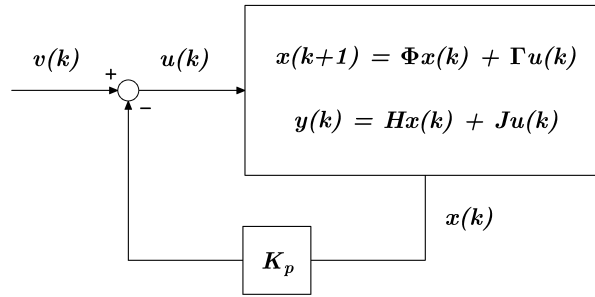 v(k)
+
−
u(k)
x(k+1) = Φx(k) + Γu(k)
y(k) = Hx(k) + Ju(k)
x(k)
K_p